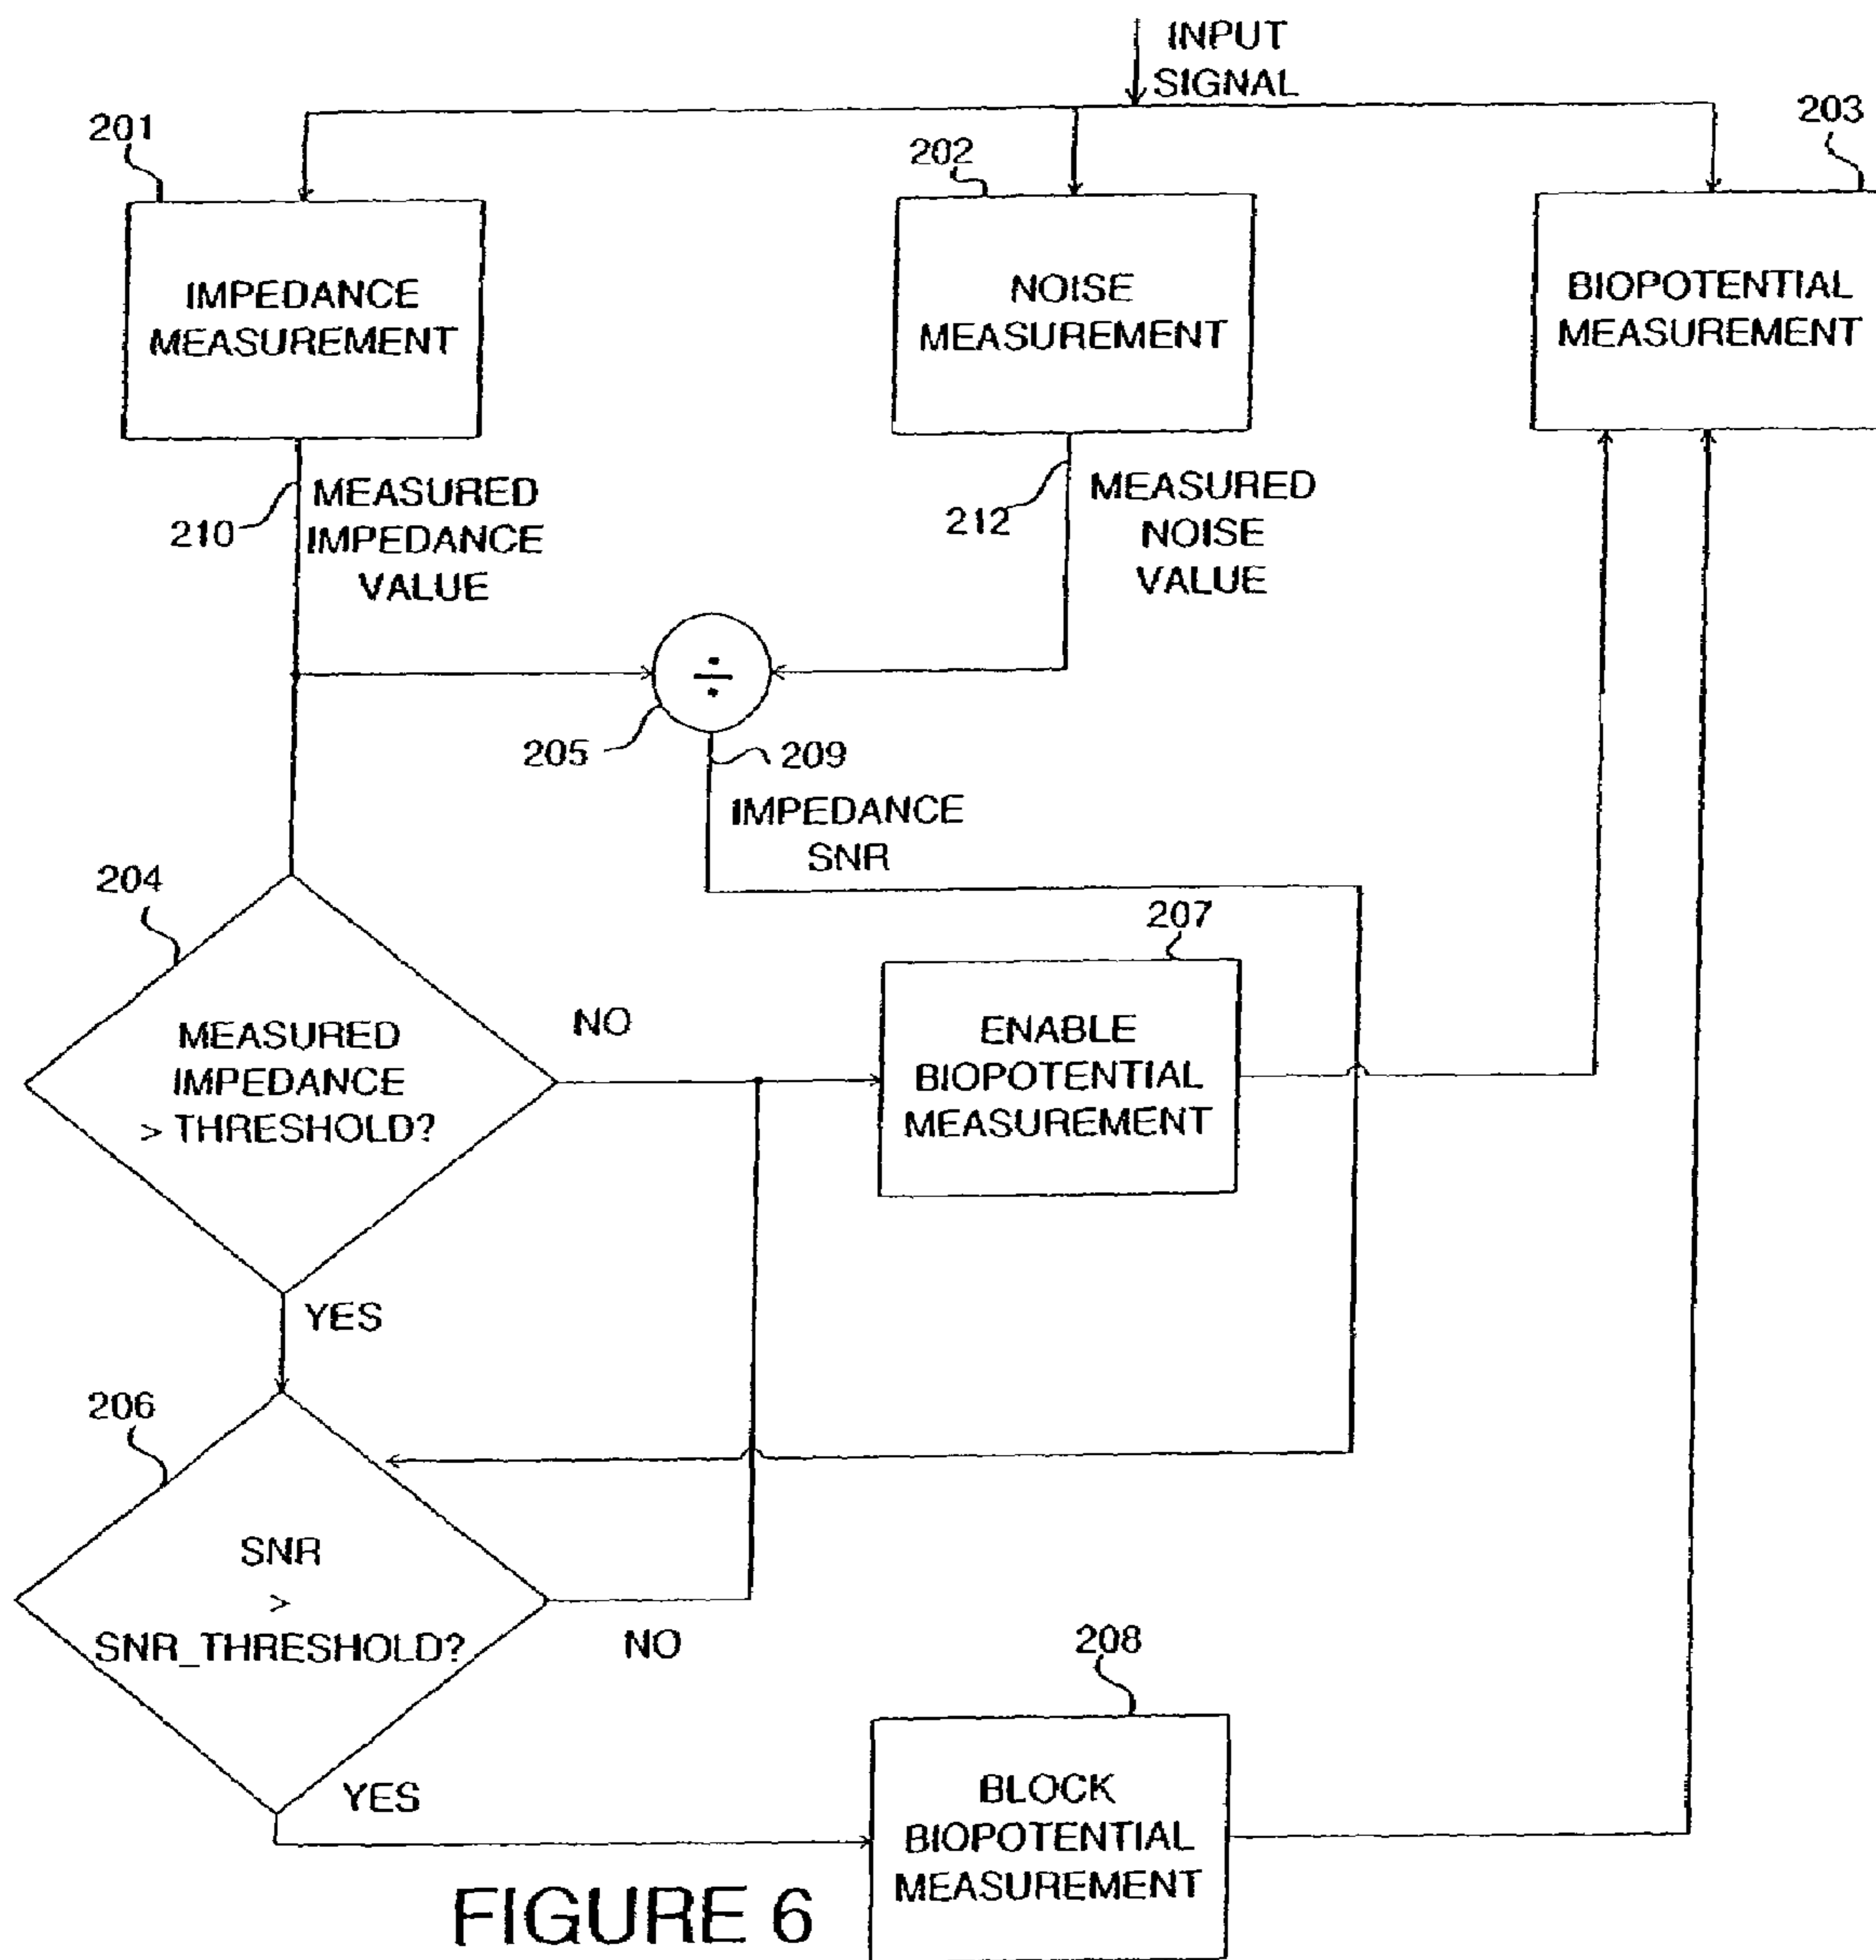 INPUT
SIGNAL
201
202
203
IMPEDANCE
MEASUREMENT
NOISE
MEASUREMENT
BIOPOTENTIAL
MEASUREMENT
210
MEASURED
IMPEDANCE
VALUE
212
MEASURED
NOISE
VALUE
÷
205
209
IMPEDANCE
SNR
204
207
MEASURED
IMPEDANCE
> THRESHOLD?
NO
ENABLE
BIOPOTENTIAL
MEASUREMENT
YES
206
SNR
>
SNR_THRESHOLD?
NO
208
YES
BLOCK
BIOPOTENTIAL
MEASUREMENT
FIGURE 6